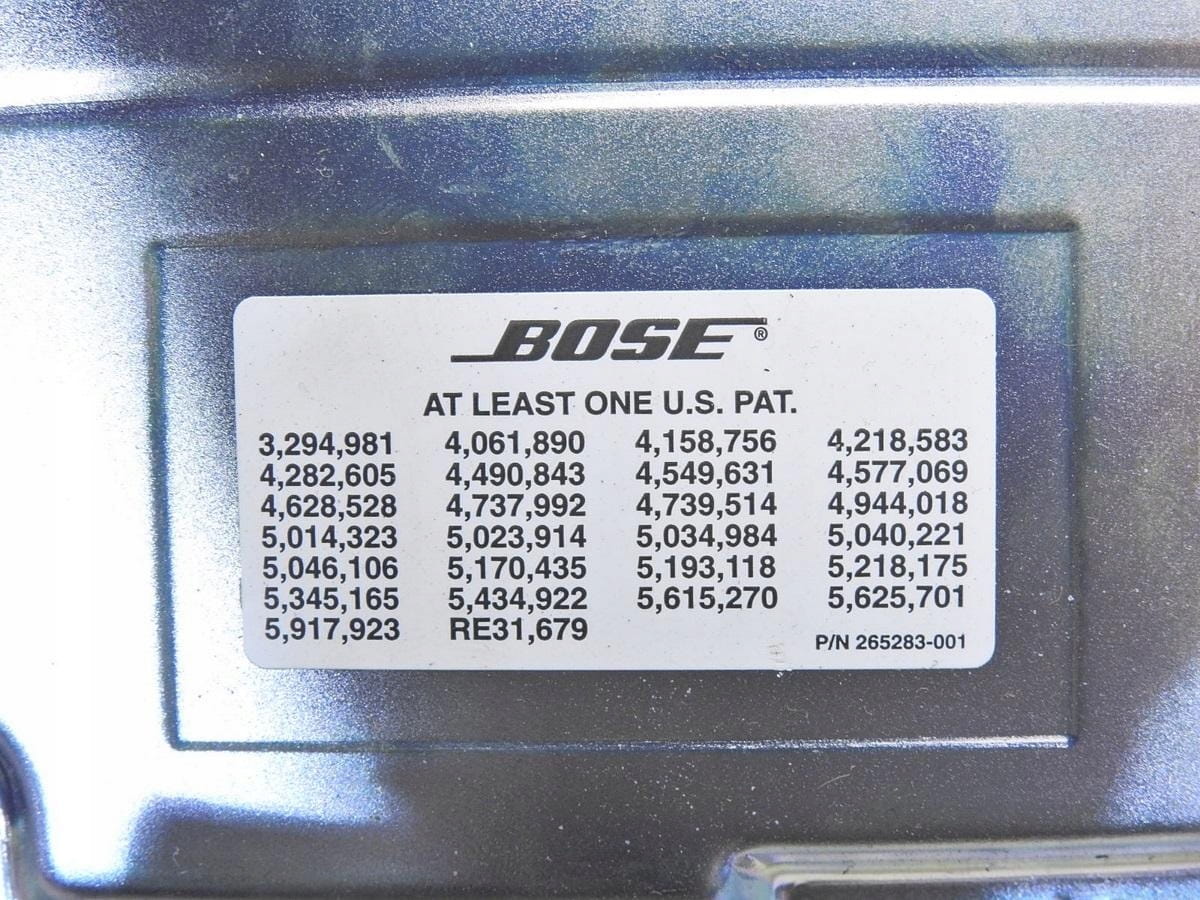 BOSE®
AT LEAST ONE U.S. PAT.
3,294,981 4,061,890 4,158,756 4,218,583
4,282,605 4,490,843 4,549,631 4,577,069
4,628,528 4,737,992 4,739,514 4,944,018
5,014,323 5,023,914 5,034,984 5,040,221
5,046,106 5,170,435 5,193,118 5,218,175
5,345,165 5,434,922 5,615,270 5,625,701
5,917,923 RE31,679
P/N 265283-001